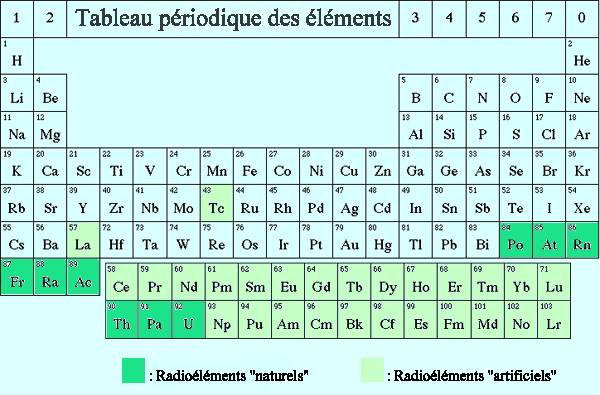 1 2 Tableau périodique des éléments 3 4 5 6 7 0
1 2
H He
3 4 5 6 7 8 9 10
Li Be B C N O F Ne
11 12 13 14 15 16 17 18
Na Mg Al Si P S Cl Ar
19 20 21 22 23 24 25 26 27 28 29 30 31 32 33 34 35 36
K Ca Sc Ti V Cr Mn Fe Co Ni Cu Zn Ga Ge As Se Br Kr
37 38 39 40 41 42 43 44 45 46 47 48 49 50 51 52 53 54
Rb Sr Y Zr Nb Mo Tc Ru Rh Pd Ag Cd In Sn Sb Te I Xe
55 56 57 72 73 74 75 76 77 78 79 80 81 82 83 84 85 86
Cs Ba La Hf Ta W Re Os Ir Pt Au Hg Tl Pb Bi Po At Rn
87 88 89
Fr Ra Ac
58 59 60 61 62 63 64 65 66 67 68 69 70 71
Ce Pr Nd Pm Sm Eu Gd Tb Dy Ho Er Tm Yb Lu
90 91 92 93 94 95 96 97 98 99 100 101 102 103
Th Pa U Np Pu Am Cm Bk Cf Es Fm Md No Lr
: Radioéléments "naturels" : Radioéléments "artificiels"